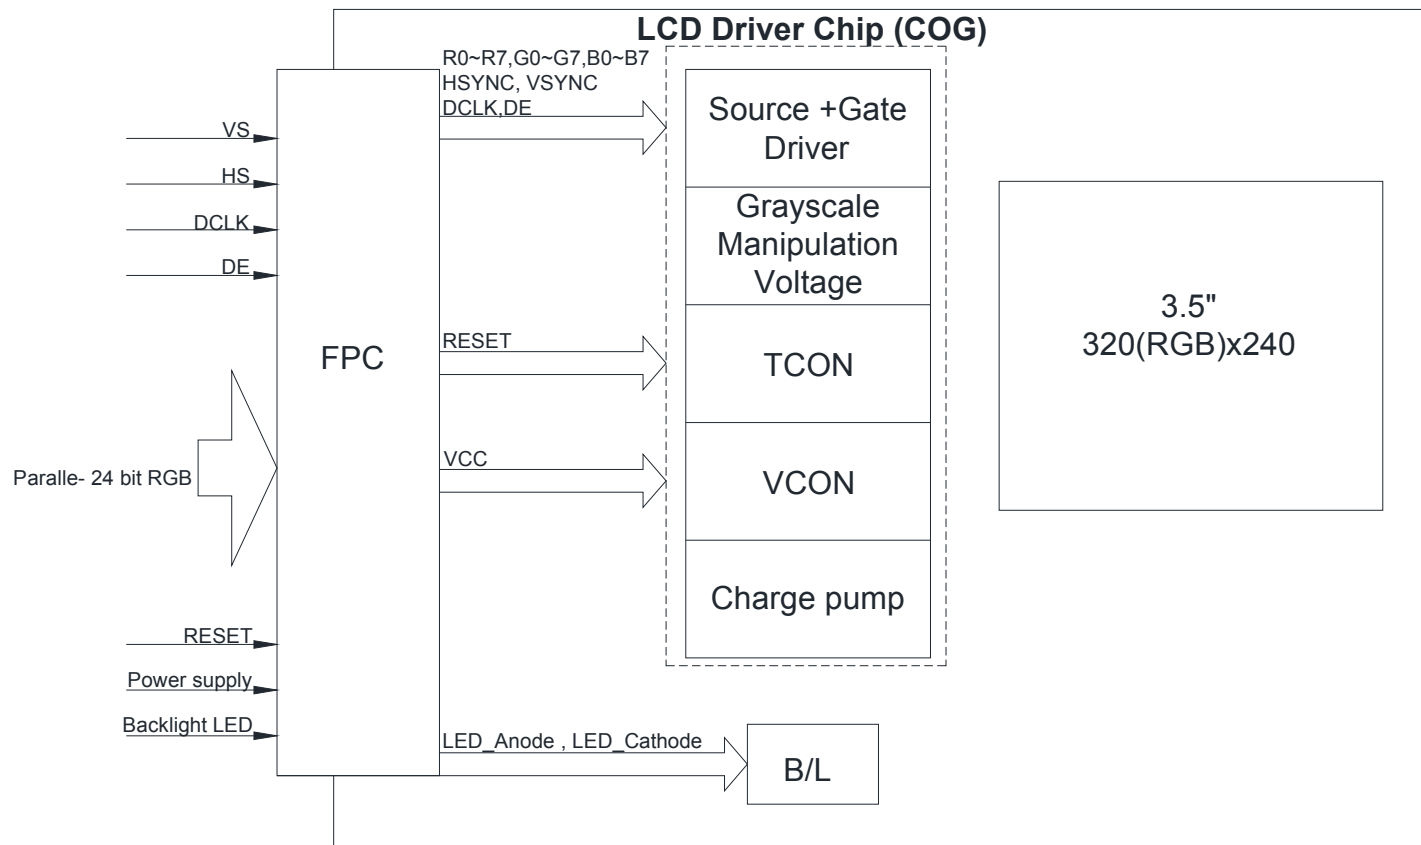 LCD Driver Chip (COG)
R0~R7,G0~G7,B0~B7
HSYNC, VSYNC
DCLK,DE
VS
HS
DCLK
DE
Paralle- 24 bit RGB
RESET
Power supply
Backlight LED
FPC
RESET
VCC
LED_Anode , LED_Cathode
Source +Gate
Driver
Grayscale
Manipulation
Voltage
TCON
VCON
Charge pump
B/L
3.5"
320(RGB)x240